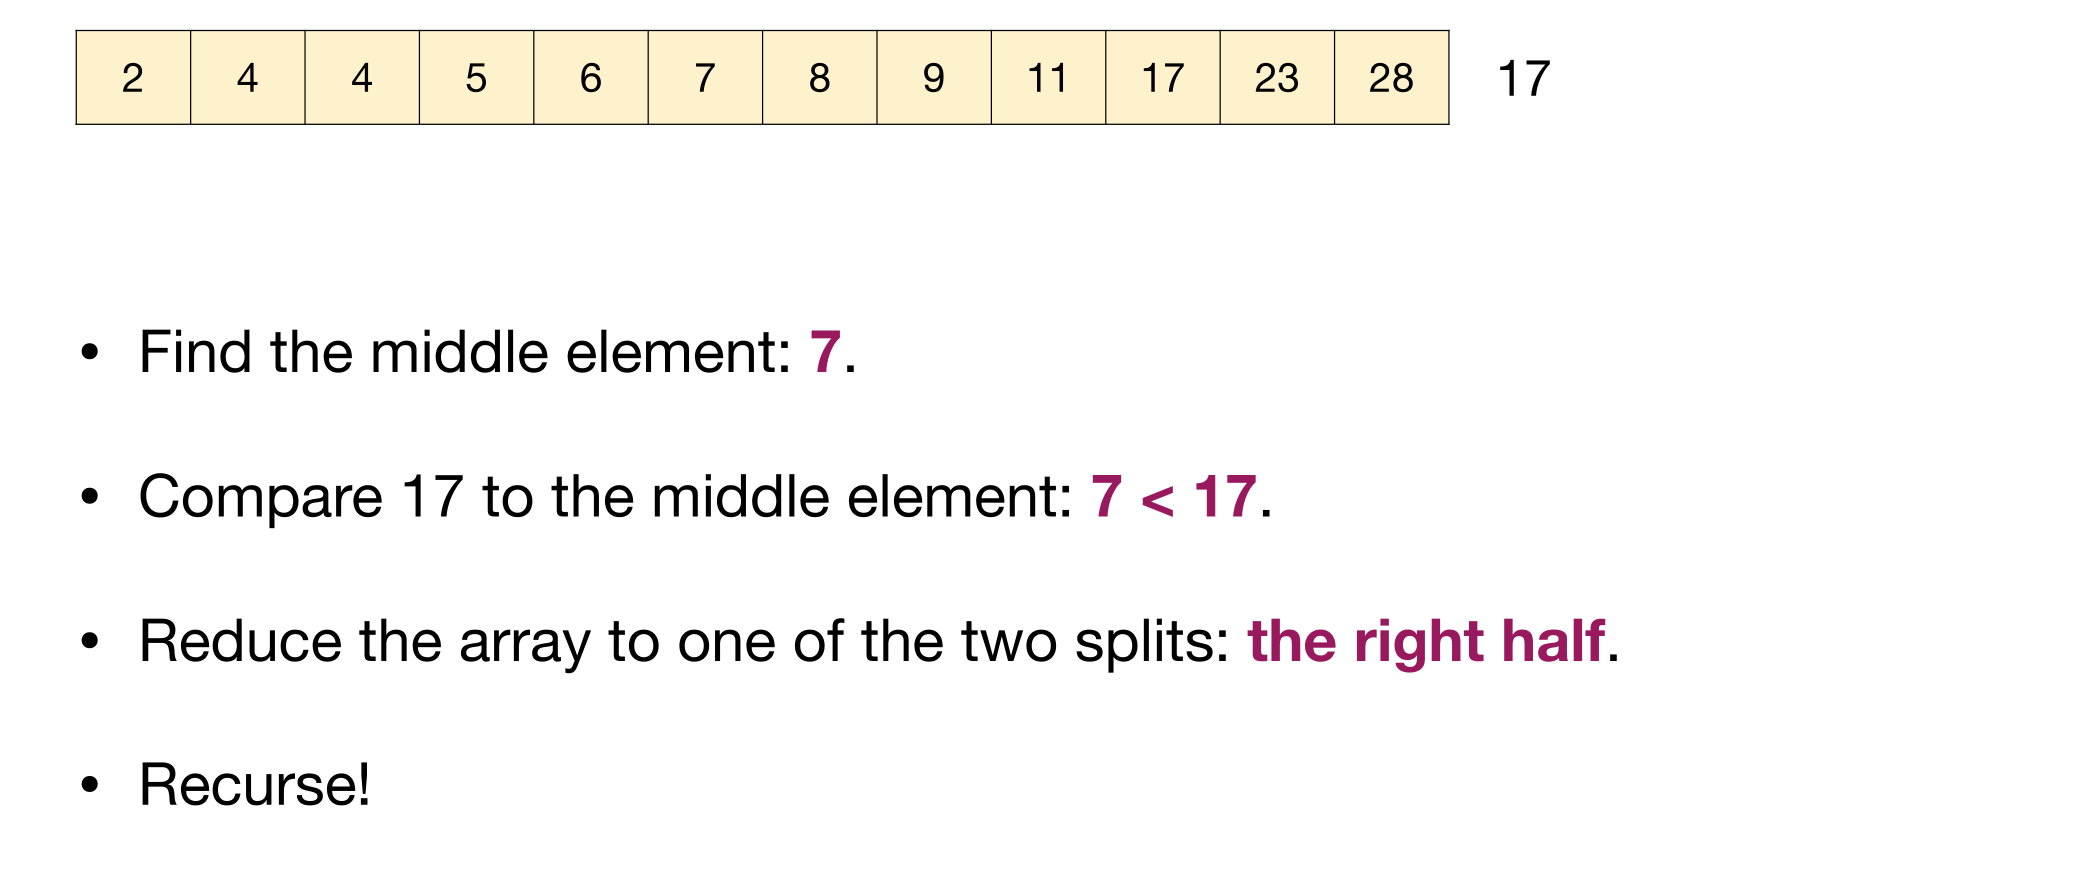 2 4 4 5 6 7 8 9 11 17 23 28 17
• Find the middle element: 7.
• Compare 17 to the middle element: 7 < 17.
• Reduce the array to one of the two splits: the right half.
• Recurse!